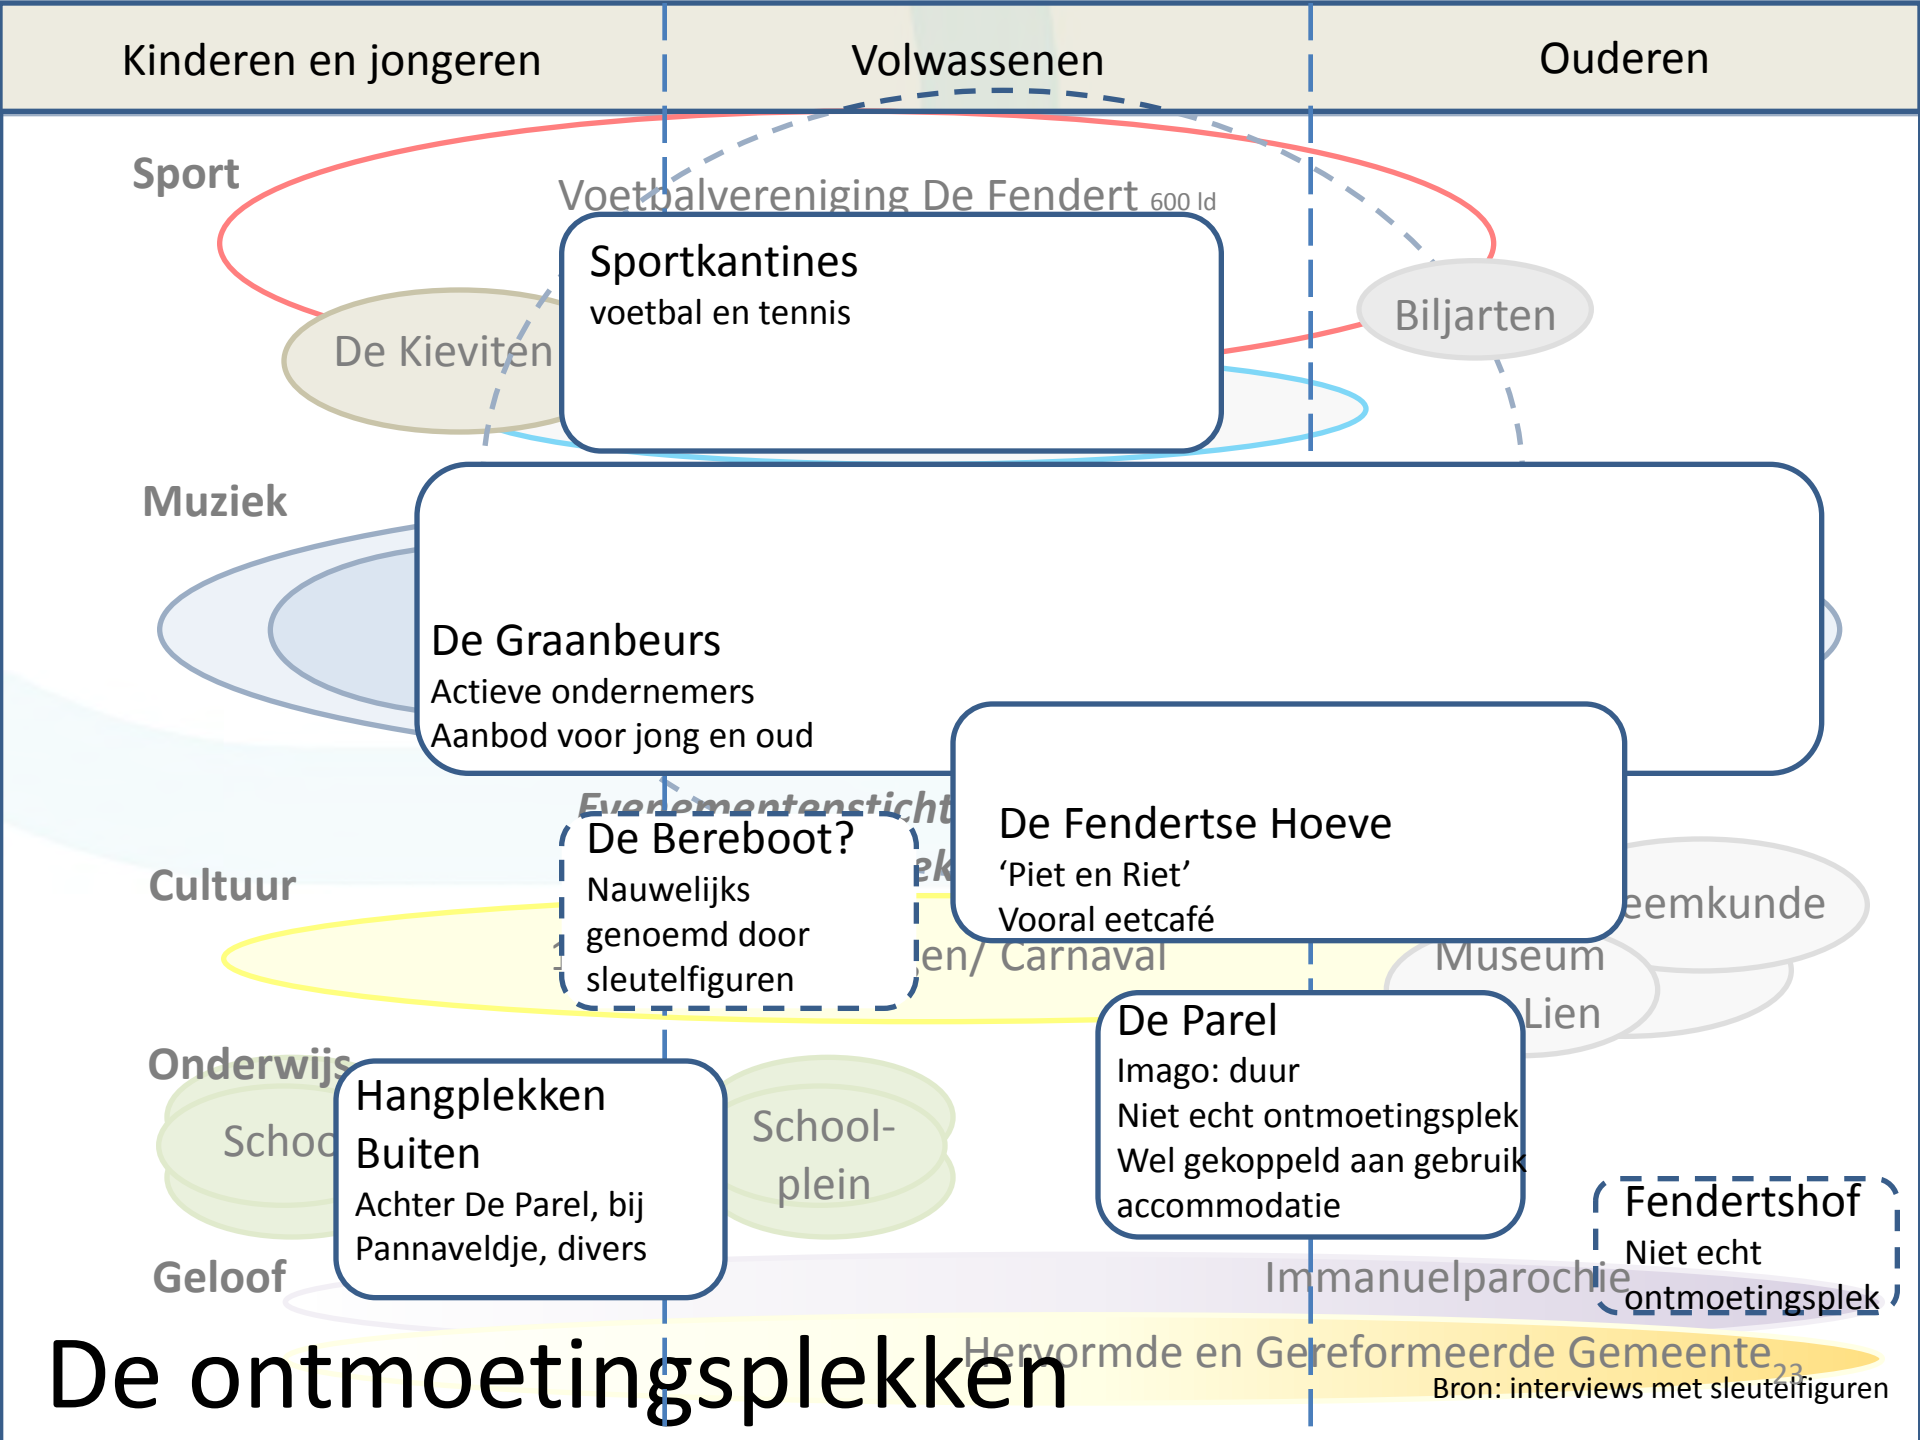 Kinderen en jongeren
Volwassenen
Ouderen
Sport
Voetbalvereniging De Fendert 600 ld
Sportkantines
voetbal en tennis
De Kieviten
Biljarten
Muziek
De Graanbeurs
Actieve ondernemers
Aanbod voor jong en oud
De Bereboot?
Nauwelijks
genoemd door
sleutelfiguren
De Fendertse Hoeve
‘Piet en Riet’
Vooral eetcafé
Cultuur
eemkunde
en/ Carnaval
Museum
Lien
Onderwijs
Hangplekken
Buiten
Achter De Parel, bij
Pannaveldje, divers
School-
plein
De Parel
Imago: duur
Niet echt ontmoetingsplek
Wel gekoppeld aan gebruik
accommodatie
Fendertshof
Niet echt
ontmoetingsplek
Geloof
Immanuelparochie
Hervormde en Gereformeerde Gemeente
De ontmoetingsplekken
23
Bron: interviews met sleutelfiguren